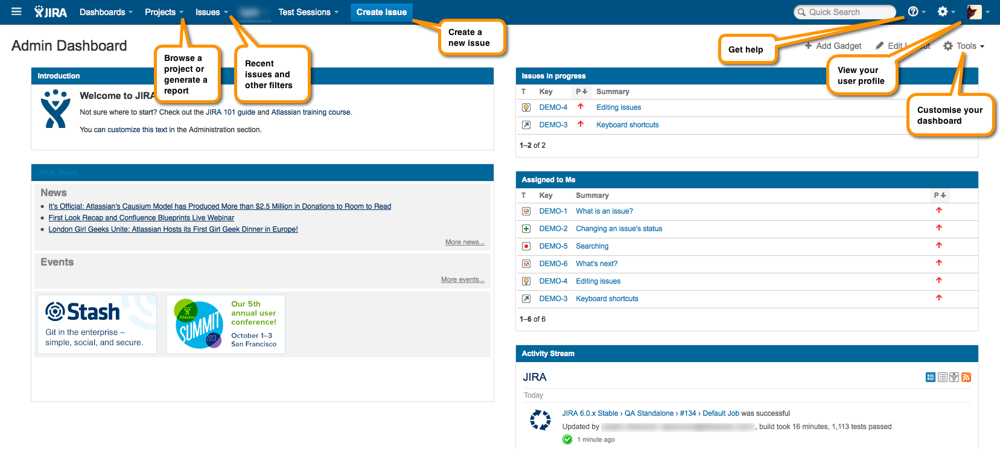 JIRA Dashboards Projects Issues Test Sessions Create Issue Quick Search
Create a
new issue
Get help
Admin Dashboard
Add Gadget Tools
Browse a
project or
generate a
report
Recent
issues and
other filters
View your
user profile
Customise your
dashboard
Introduction
Welcome to JIRA
Not sure where to start? Check out the JIRA 101 guide and Atlassian training course.
You can customize this text in the Administration section.
JIRA: News
News
It's Official: Atlassian's Causium Model has Produced More than $2.5 Million in Donations to Room to Read
First Look Recap and Confluence Blueprints Live Webinar
London Girl Geeks Unite: Atlassian Hosts its First Girl Geek Dinner in Europe!
More news...
Events
More events...
Stash
Git in the enterprise –
simple, social, and secure.
Atlassian
SUMMIT
2013
Our 5th
annual user
conference!
October 1–3
San Francisco
Issues in progress
T Key P Summary
DEMO-4 Editing issues
DEMO-3 Keyboard shortcuts
1–2 of 2
Assigned to Me
T Key Summary P
DEMO-1 What is an issue?
DEMO-2 Changing an issue's status
DEMO-5 Searching
DEMO-6 What's next?
DEMO-4 Editing issues
DEMO-3 Keyboard shortcuts
1–6 of 6
Activity Stream
JIRA
Today
JIRA 6.0.x Stable › QA Standalone › #134 › Default Job was successful
Updated by , build took 16 minutes, 1,113 tests passed
1 minute ago